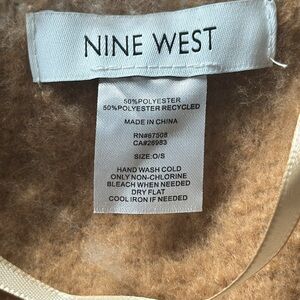 NINE WEST
50%POLYESTER
50%POLYESTER RECYCLED
MADE IN CHINA
RN#67508
CA#26983
SIZE:O/S
HAND WASH COLD
ONLY NON-CHLORINE
BLEACH WHEN NEEDED
DRY FLAT
COOL IRON IF NEEDED